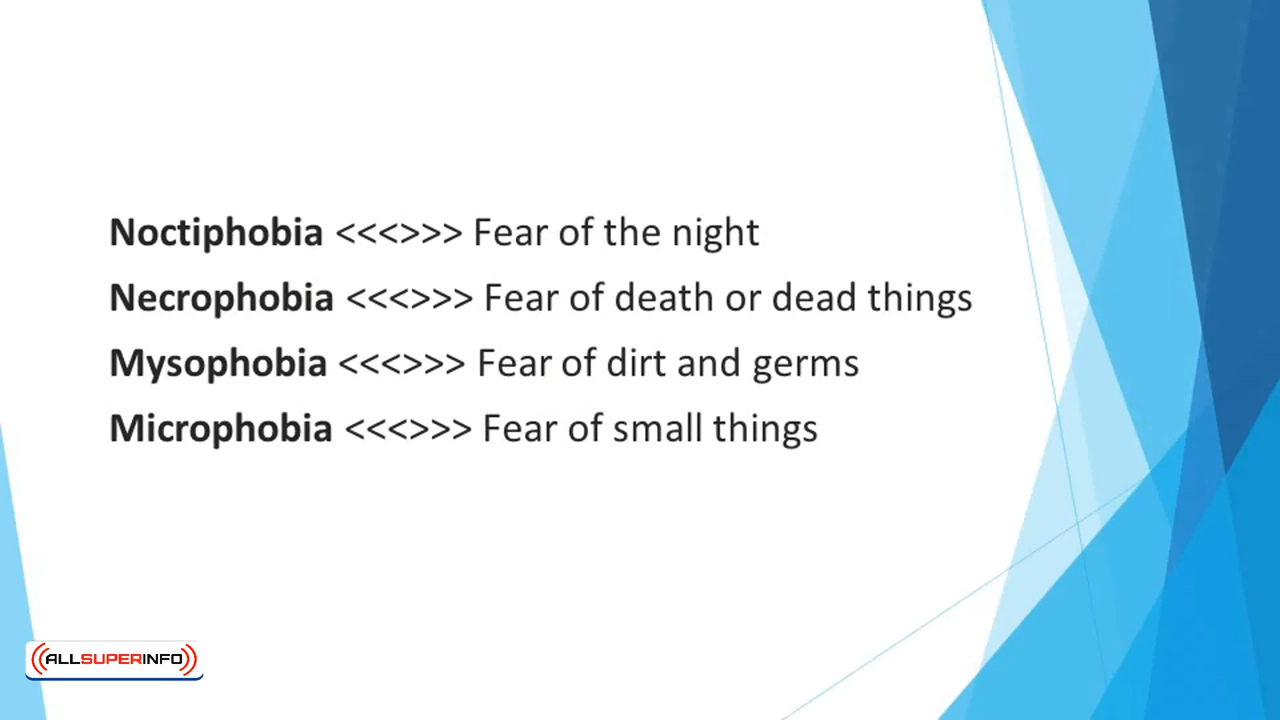 Noctiphobia <<<>>> Fear of the night
Necrophobia <<<>>> Fear of death or dead things
Mysophobia <<<>>> Fear of dirt and germs
Microphobia <<<>>> Fear of small things
((ALLSUPERINFO))